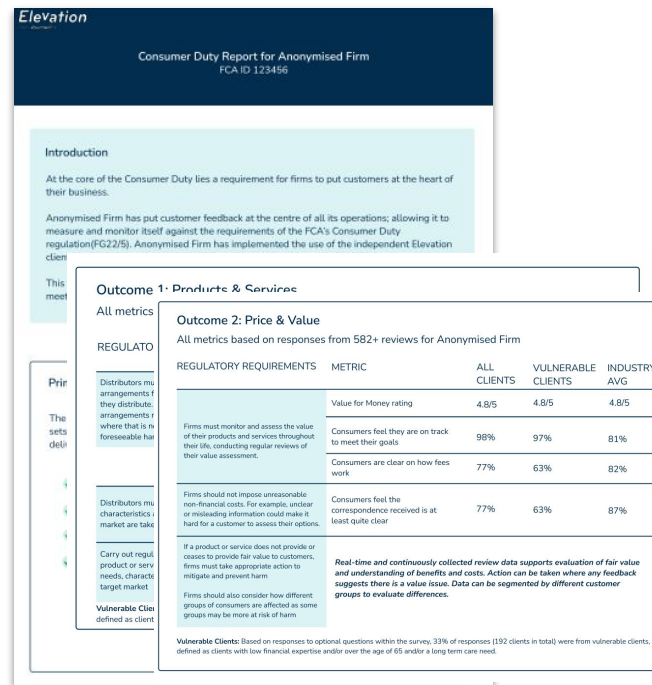 Elevation
Consumer Duty Report for Anonymised Firm
FCA ID 123456
Introduction
At the core of the Consumer Duty lies a requirement for firms to put customers at the heart of
their business.
Anonymised Firm has put customer feedback at the centre of all its operations; allowing it to
measure and monitor itself against the requirements of the FCA's Consumer Duty
regulation(FG22/5). Anonymised Firm has implemented the use of the independent Elevation
clien
This
meet
Prin
The
sets
deli
Outcome 1: Products & Services
All metrics
REGULATO
Distributors mu
arrangements f
they distribute.
arrangements r
where that is n
foreseeable har
Distributors mu
characteristics
market are take
Carry out regul
product or serv
needs, characte
target market
Vulnerable Clie
defined as client
Outcome 2: Price & Value
All metrics based on responses from 582+ reviews for Anonymised Firm
REGULATORY REQUIREMENTS METRIC ALL CLIENTS VULNERABLE CLIENTS INDUSTRY AVG
Firms must monitor and assess the value
of their products and services throughout
their life, conducting regular reviews of
their value assessment.
Value for Money rating 4.8/5 4.8/5 4.8/5
Consumers feel they are on track
to meet their goals 98% 97% 81%
Consumers are clear on how fees
work 77% 63% 82%
Firms should not impose unreasonable
non-financial costs. For example, unclear
or misleading information could make it
hard for a customer to assess their options.
Consumers feel the
correspondence received is at
least quite clear 77% 63% 87%
If a product or service does not provide or
ceases to provide fair value to customers,
firms must take appropriate action to
mitigate and prevent harm
Firms should also consider how different
groups of consumers are affected as some
groups may be more at risk of harm
Real-time and continuously collected review data supports evaluation of fair value
and understanding of benefits and costs. Action can be taken where any feedback
suggests there is a value issue. Data can be segmented by different customer
groups to evaluate differences.
Vulnerable Clients: Based on responses to optional questions within the survey, 33% of responses (192 clients in total) were from vulnerable clients,
defined as clients with low financial expertise and/or over the age of 65 and/or a long term care need.